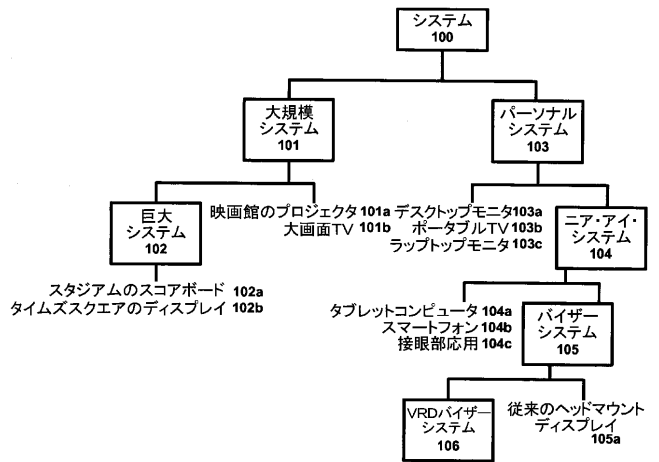 システム
100
大規模
システム
101
パーソナル
システム
103
巨大
システム
102
映画館のプロジェクタ 101a
大画面TV 101b
デスクトップモニタ103a
ポータブルTV 103b
ラップトップモニタ 103c
ニア・アイ・
システム
104
スタジアムのスコアボード 102a
タイムズスクエアのディスプレイ 102b
タブレットコンピュータ 104a
スマートフォン 104b
接眼部応用 104c
バイザー
システム
105
VRDバイザー
システム
106
従来のヘッドマウント
ディスプレイ
105a